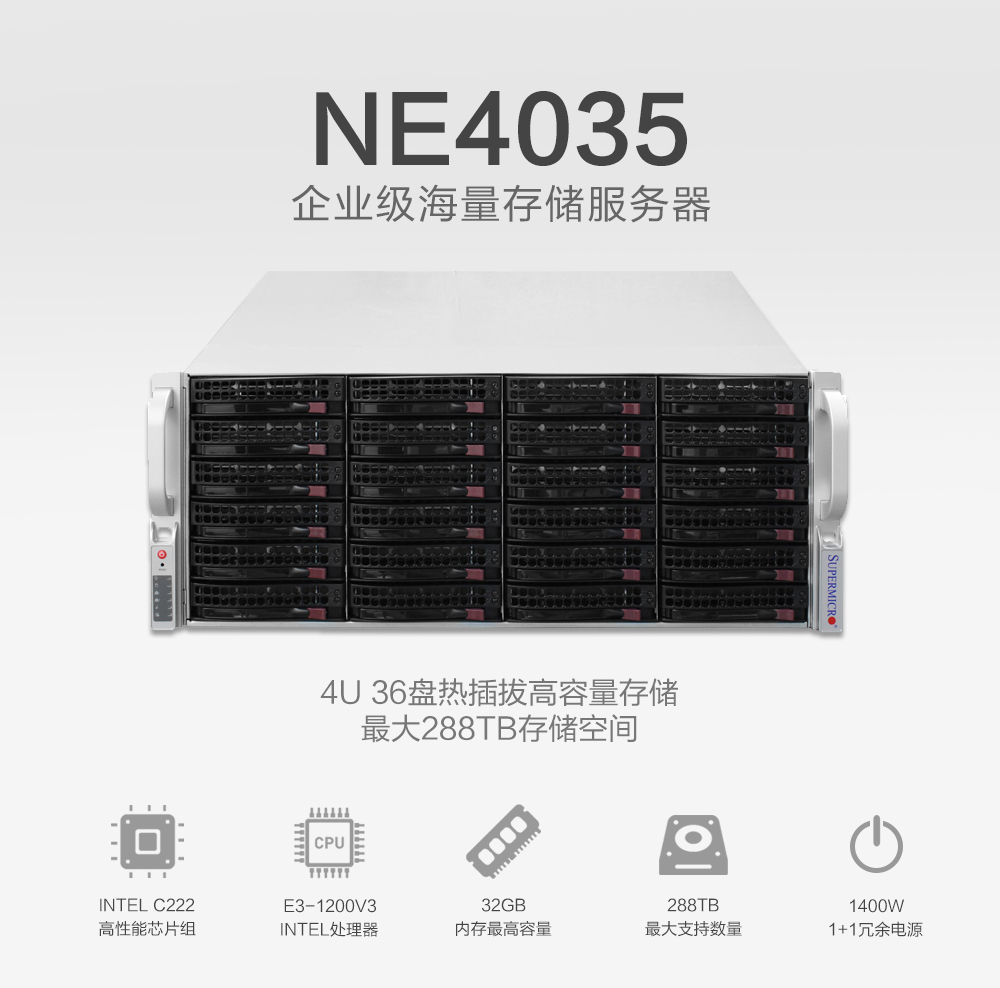 NE4035
企业级海量存储服务器
SUPERMICRO
4U 36盘热插拔高容量存储
最大288TB存储空间
CPU
INTEL C222
高性能芯片组
E3-1200V3
INTEL处理器
32GB
内存最高容量
288TB
最大支持数量
1400W
1+1冗余电源